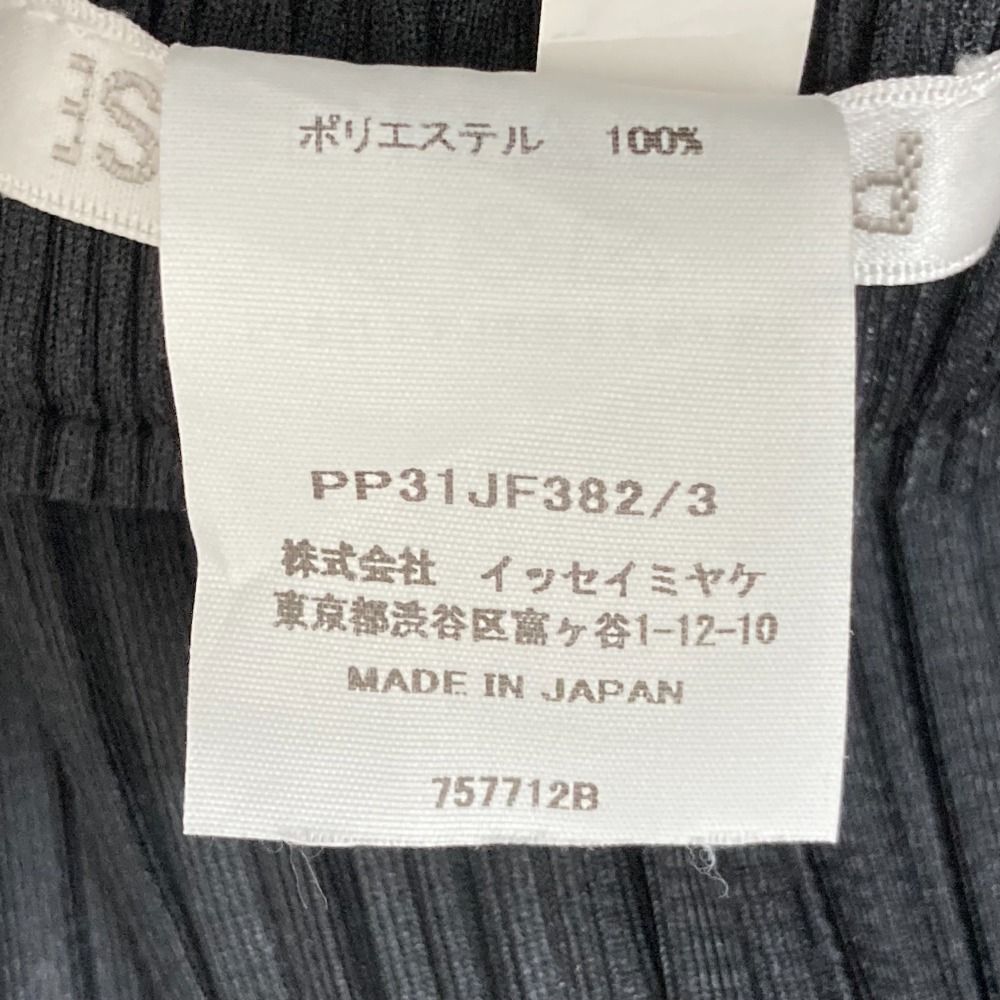 ポリエステル 100%
PP31JF382/3
株式会社 イッセイミヤケ
東京都渋谷区富ヶ谷1-12-10
MADE IN JAPAN
757712B